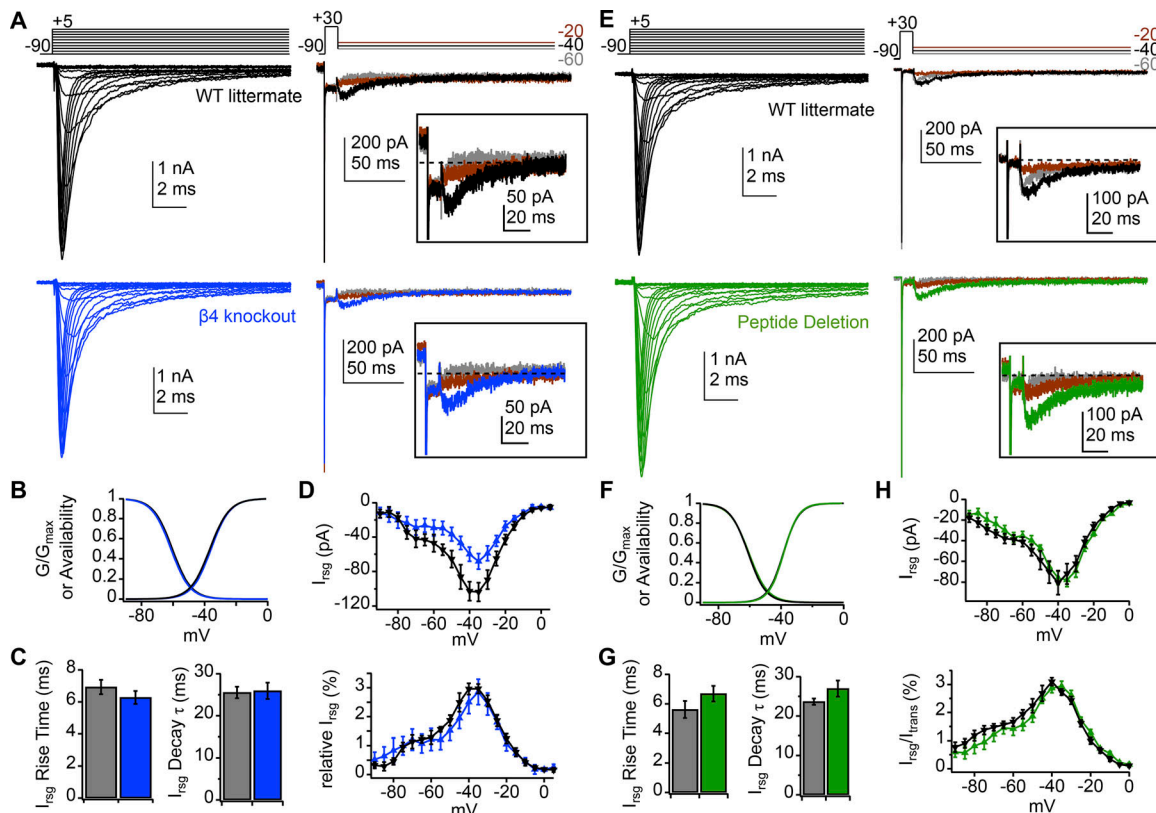 A
+5
-90
+30
-90
-20
-40
-60
WT littermate
1 nA
2 ms
200 pA
50 ms
50 pA
20 ms
β4 knockout
1 nA
2 ms
200 pA
50 ms
50 pA
20 ms
B
G/Gmax
or Availability
1
0.8
0.6
0.4
0.2
0
-80
-40
0
mV
C
Irsg Rise Time (ms)
8
6
4
2
0
Irsg Decay τ (ms)
30
20
10
0
D
Irsg
(pA)
0
-40
-80
-120
-80
-60
-40
-20
0
mV
relative Irsg (%)
3
2
1
0
-80
-60
-40
-20
0
mV
E
+5
-90
+30
-90
-20
-40
-60
WT littermate
1 nA
2 ms
200 pA
50 ms
100 pA
20 ms
Peptide Deletion
1 nA
2 ms
200 pA
50 ms
100 pA
20 ms
F
G/Gmax
or Availability
1
0.8
0.6
0.4
0.2
0
-80
-40
0
mV
G
Irsg Rise Time (ms)
8
6
4
2
0
Irsg Decay τ (ms)
30
20
10
0
H
Irsg (pA)
0
-20
-40
-60
-80
-80
-60
-40
-20
0
mV
Irsg/Itrans (%)
3
2
1
0
-80
-60
-40
-20
0
mV